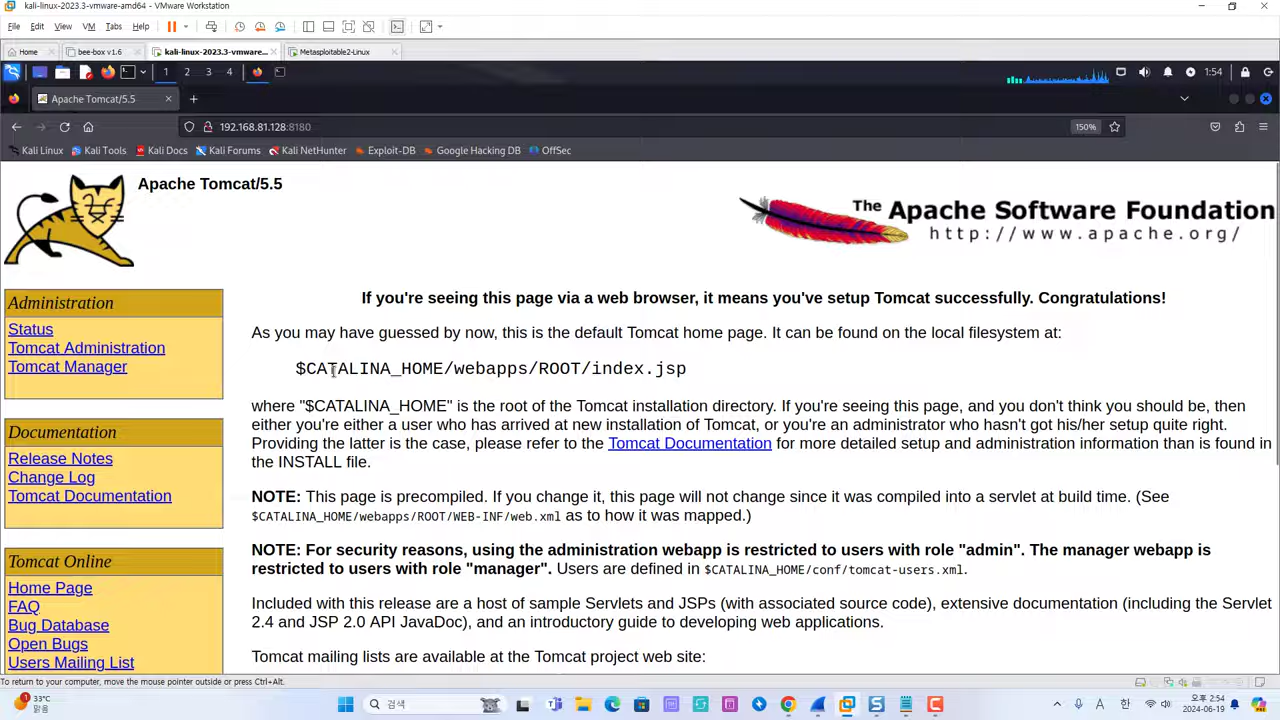 kali-linux-2023.3-vmware-amd64 - VMware Workstation
File Edit View VM Tabs Help
Home bee-box v1.6 kali-linux-2023.3-vmware... Metasploitable2-Linux
1 2 3 4 1:54
Apache Tomcat/5.5
192.168.81.128:8180 150%
Kali Linux Kali Tools Kali Docs Kali Forums Kali NetHunter Exploit-DB Google Hacking DB OffSec
Apache Tomcat/5.5
The Apache Software Foundation
http://www.apache.org/
Administration
Status
Tomcat Administration
Tomcat Manager
Documentation
Release Notes
Change Log
Tomcat Documentation
Tomcat Online
Home Page
FAQ
Bug Database
Open Bugs
Users Mailing List
If you're seeing this page via a web browser, it means you've setup Tomcat successfully. Congratulations!
As you may have guessed by now, this is the default Tomcat home page. It can be found on the local filesystem at:
$CATALINA_HOME/webapps/ROOT/index.jsp
where "$CATALINA_HOME" is the root of the Tomcat installation directory. If you're seeing this page, and you don't think you should be, then
either you're either a user who has arrived at new installation of Tomcat, or you're an administrator who hasn't got his/her setup quite right.
Providing the latter is the case, please refer to the Tomcat Documentation for more detailed setup and administration information than is found in
the INSTALL file.
NOTE: This page is precompiled. If you change it, this page will not change since it was compiled into a servlet at build time. (See
$CATALINA_HOME/webapps/ROOT/WEB-INF/web.xml as to how it was mapped.)
NOTE: For security reasons, using the administration webapp is restricted to users with role "admin". The manager webapp is
restricted to users with role "manager". Users are defined in $CATALINA_HOME/conf/tomcat-users.xml.
Included with this release are a host of sample Servlets and JSPs (with associated source code), extensive documentation (including the Servlet
2.4 and JSP 2.0 API JavaDoc), and an introductory guide to developing web applications.
Tomcat mailing lists are available at the Tomcat project web site:
To return to your computer, move the mouse pointer outside or press Ctrl+Alt.
33℃
맑음
검색
A 한
오후 2:54
2024-06-19